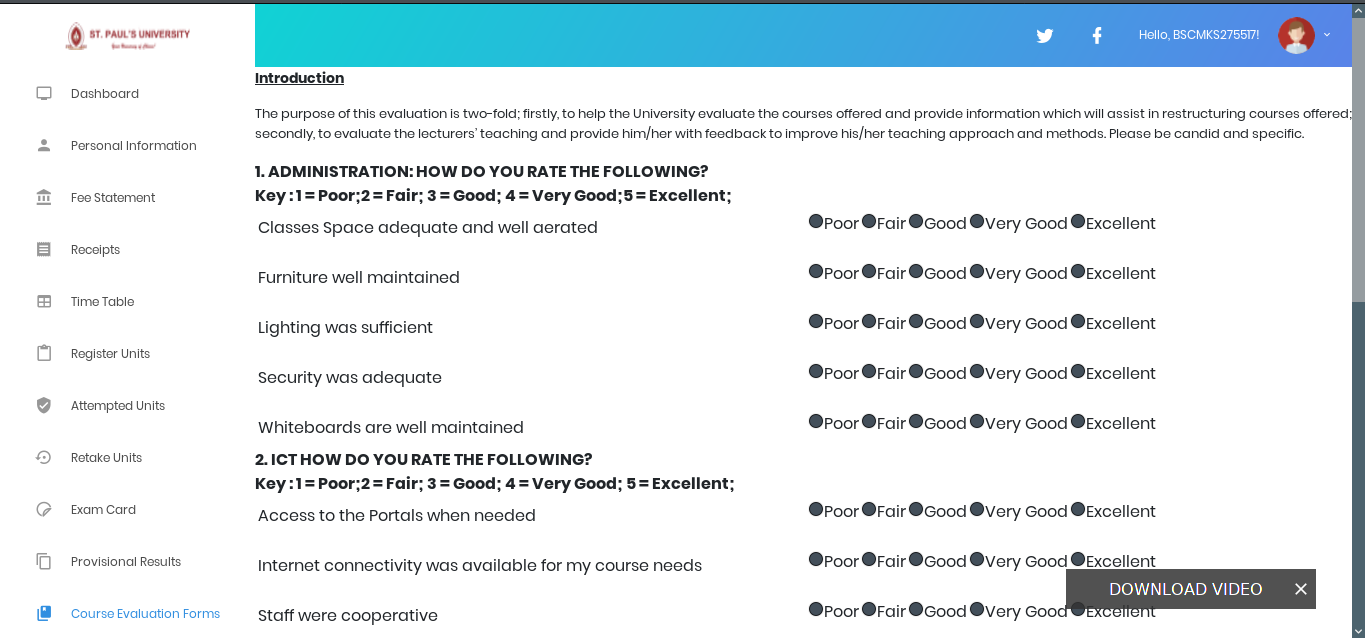 ST. PAUL'S UNIVERSITY
Hello, BSCMKS275517!
Dashboard
Personal Information
Fee Statement
Receipts
Time Table
Register Units
Attempted Units
Retake Units
Exam Card
Provisional Results
Course Evaluation Forms
Introduction
The purpose of this evaluation is two-fold; firstly, to help the University evaluate the courses offered and provide information which will assist in restructuring courses offered;
secondly, to evaluate the lecturers' teaching and provide him/her with feedback to improve his/her teaching approach and methods. Please be candid and specific.
1. ADMINISTRATION: HOW DO YOU RATE THE FOLLOWING?
Key : 1 = Poor;2 = Fair; 3 = Good; 4 = Very Good;5 = Excellent;
Classes Space adequate and well aerated Poor Fair Good Very Good Excellent
Furniture well maintained Poor Fair Good Very Good Excellent
Lighting was sufficient Poor Fair Good Very Good Excellent
Security was adequate Poor Fair Good Very Good Excellent
Whiteboards are well maintained Poor Fair Good Very Good Excellent
2. ICT HOW DO YOU RATE THE FOLLOWING?
Key : 1 = Poor;2 = Fair; 3 = Good; 4 = Very Good; 5 = Excellent;
Access to the Portals when needed Poor Fair Good Very Good Excellent
Internet connectivity was available for my course needs Poor Fair Good Very Good Excellent
Staff were cooperative Poor Fair Good Very Good Excellent
DOWNLOAD VIDEO